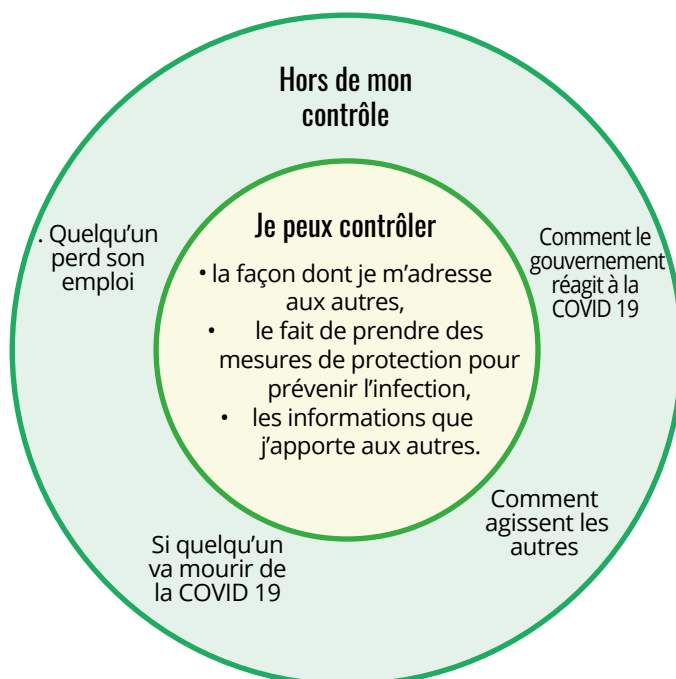 Hors de mon
contrôle
. Quelqu’un
perd son
emploi
Je peux contrôler
• la façon dont je m’adresse
aux autres,
• le fait de prendre des
mesures de protection pour
prévenir l’infection,
• les informations que
j’apporte aux autres.
Comment le
gouvernement
réagit à la
COVID 19
Si quelqu’un
va mourir de
la COVID 19
Comment
agissent les
autres